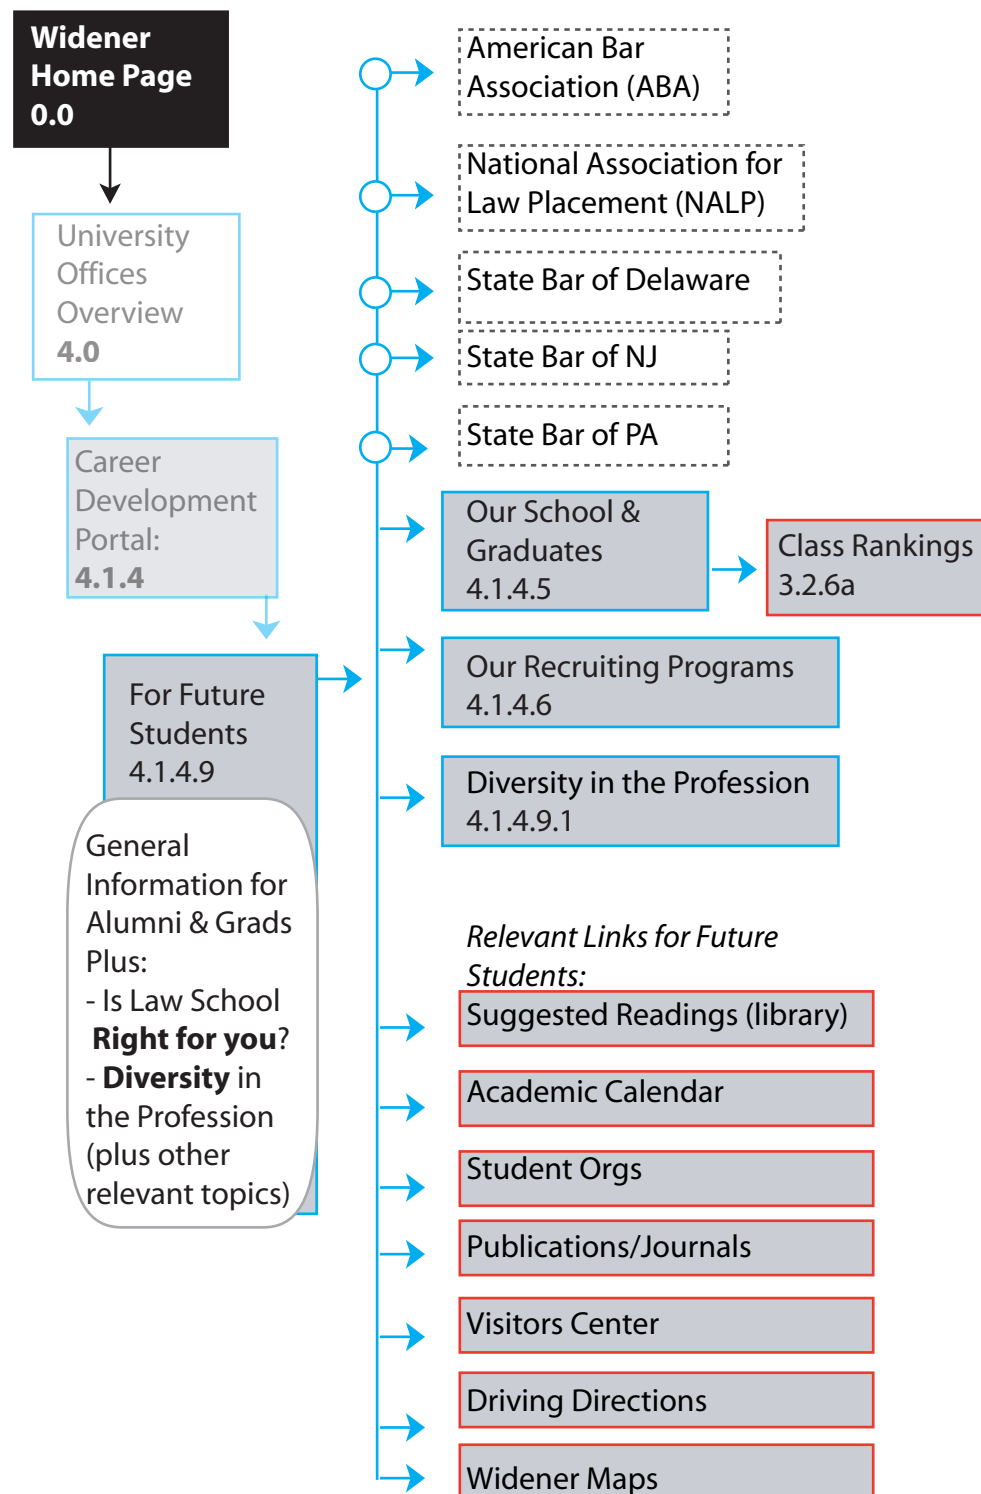 Widener
Home Page
0.0
University
Offices
Overview
4.0
Career
Development
Portal:
4.1.4
For Future
Students
4.1.4.9
General
Information for
Alumni & Grads
Plus:
- Is Law School
Right for you?
- Diversity in
the Profession
(plus other
relevant topics)
American Bar
Association (ABA)
National Association for
Law Placement (NALP)
State Bar of Delaware
State Bar of NJ
State Bar of PA
Our School &
Graduates
4.1.4.5
Class Rankings
3.2.6a
Our Recruiting Programs
4.1.4.6
Diversity in the Profession
4.1.4.9.1
Relevant Links for Future
Students:
Suggested Readings (library)
Academic Calendar
Student Orgs
Publications/Journals
Visitors Center
Driving Directions
Widener Maps